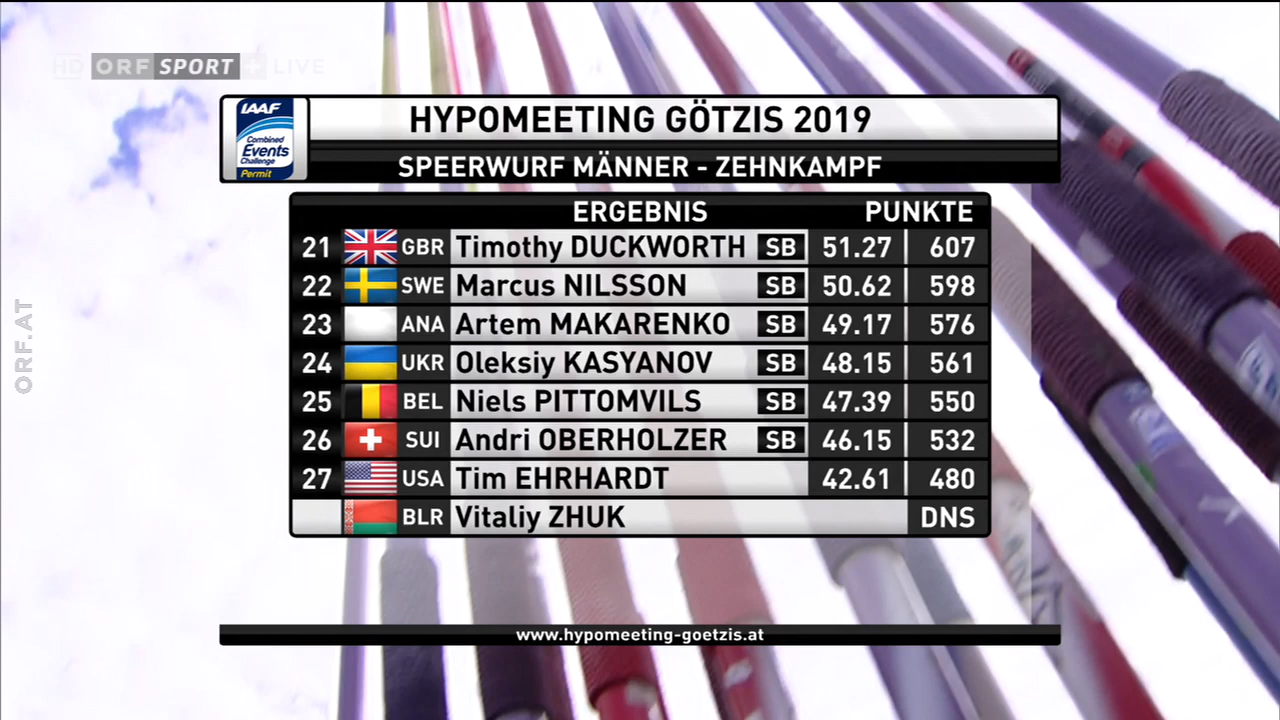 HD ORF SPORT + LIVE
IAAF
Combined
Events
Challenge
Permit
HYPOMEETING GÖTZIS 2019
SPEERWURF MÄNNER - ZEHNKAMPF
ERGEBNIS PUNKTE
21 GBR Timothy DUCKWORTH SB 51.27 607
22 SWE Marcus NILSSON SB 50.62 598
23 ANA Artem MAKARENKO SB 49.17 576
24 UKR Oleksiy KASYANOV SB 48.15 561
25 BEL Niels PITTOMVILS SB 47.39 550
26 SUI Andri OBERHOLZER SB 46.15 532
27 USA Tim EHRHARDT 42.61 480
BLR Vitaliy ZHUK DNS
www.hypomeeting-goetzis.at
ORF.AT